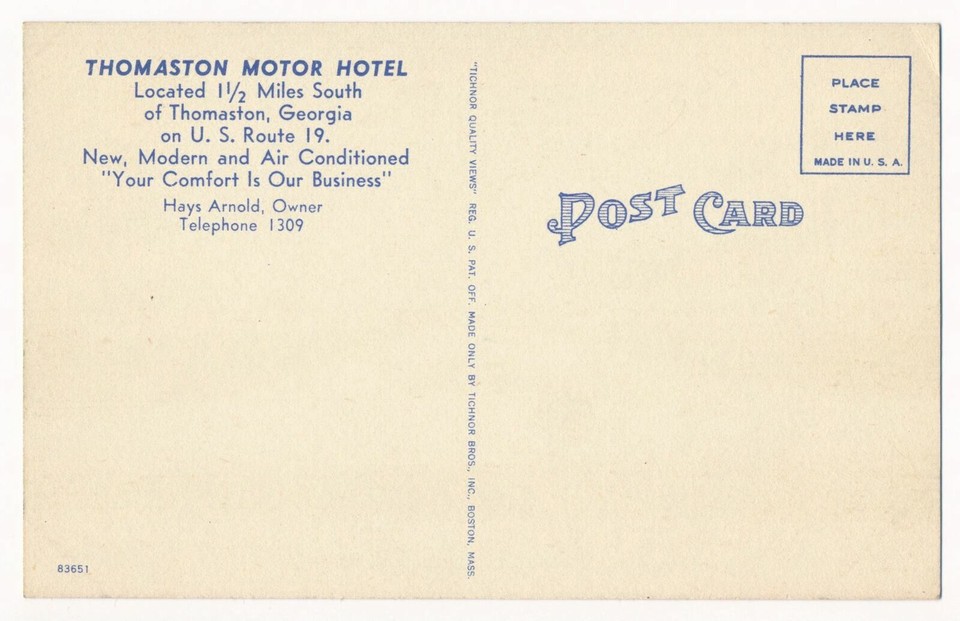 THOMASTON MOTOR HOTEL
Located 1 1/2 Miles South
of Thomaston, Georgia
on U. S. Route 19.
New, Modern and Air Conditioned
"Your Comfort Is Our Business"
Hays Arnold, Owner
Telephone 1309
83651
"TICHNOR QUALITY VIEWS" REG. U. S. PAT. OFF. MADE ONLY BY TICHNOR BROS., INC., BOSTON, MASS.
PLACE
STAMP
HERE
MADE IN U. S. A.
POST CARD